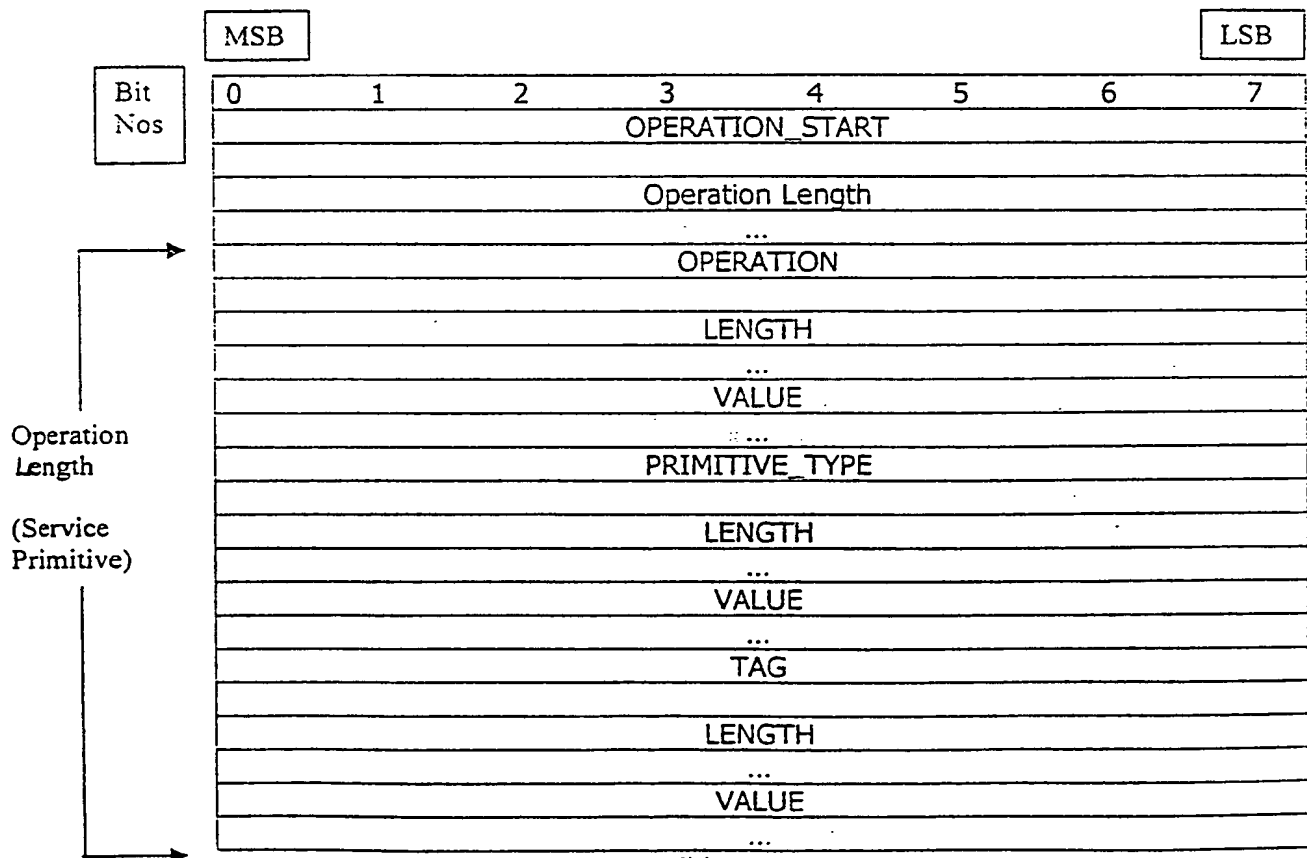 MSB
LSB
Bit
Nos
0 1 2 3 4 5 6 7
OPERATION_START
Operation Length
...
OPERATION
LENGTH
...
VALUE
...
PRIMITIVE_TYPE
LENGTH
...
VALUE
...
TAG
LENGTH
...
VALUE
...
Operation
Length
(Service
Primitive)